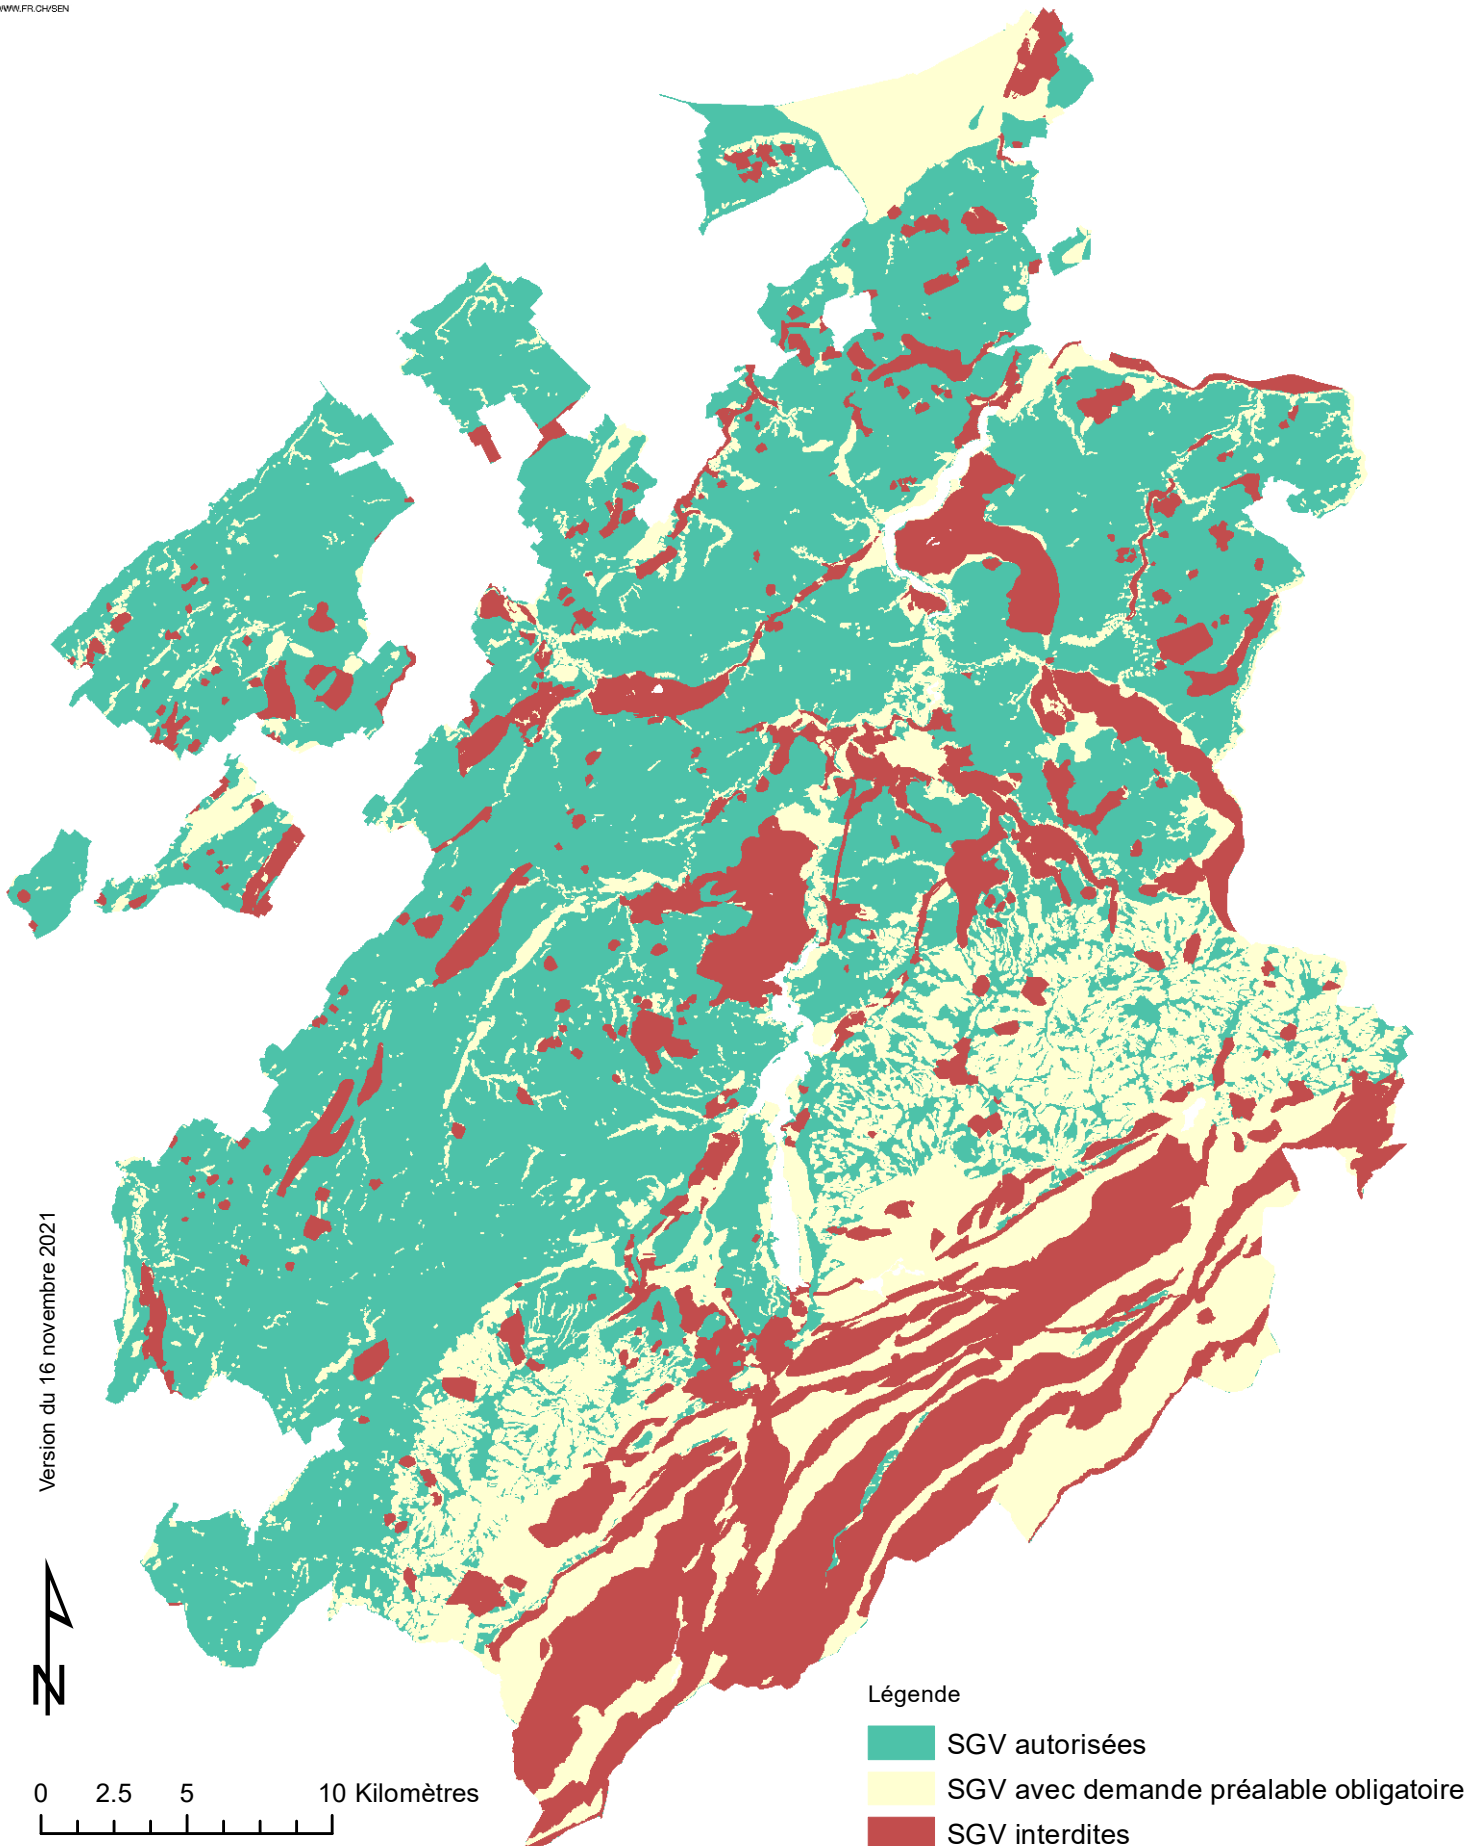 WWW.FR.CH/SEN
Version du 16 novembre 2021
N
0 2.5 5 10 Kilomètres
Légende
SGV autorisées
SGV avec demande préalable obligatoire
SGV interdites